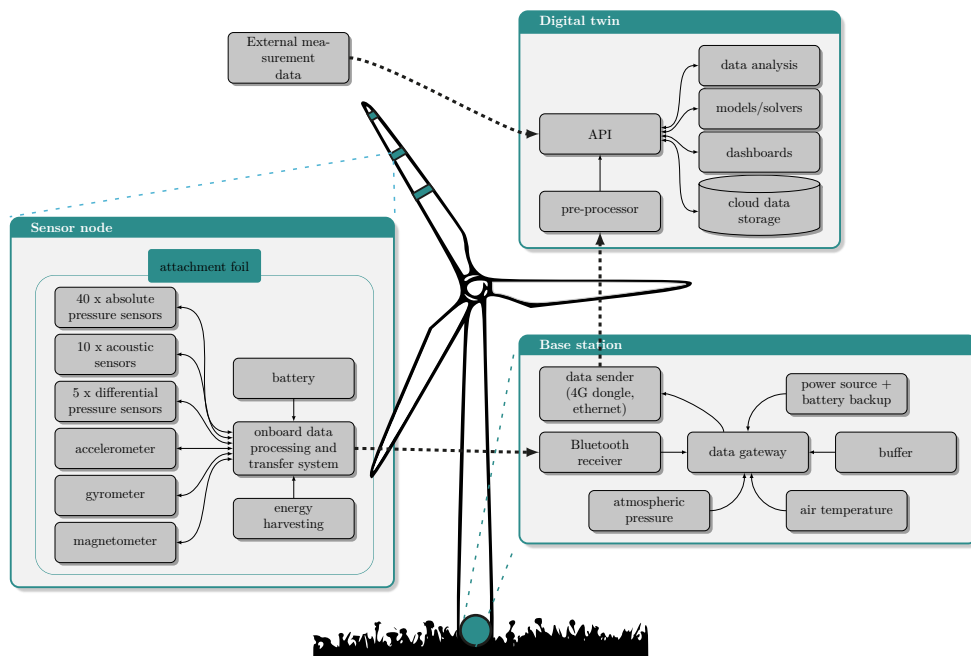 Digital twin
External mea-
surement
data
data analysis
models/solvers
API
dashboards
pre-processor
cloud data
storage
Sensor node
attachment foil
40 x absolute
pressure sensors
10 x acoustic
sensors
5 x differential
pressure sensors
accelerometer
gyrometer
magnetometer
battery
onboard data
processing and
transfer system
energy
harvesting
Base station
data sender
(4G dongle,
ethernet)
power source +
battery backup
Bluetooth
receiver
data gateway
buffer
atmospheric
pressure
air temperature